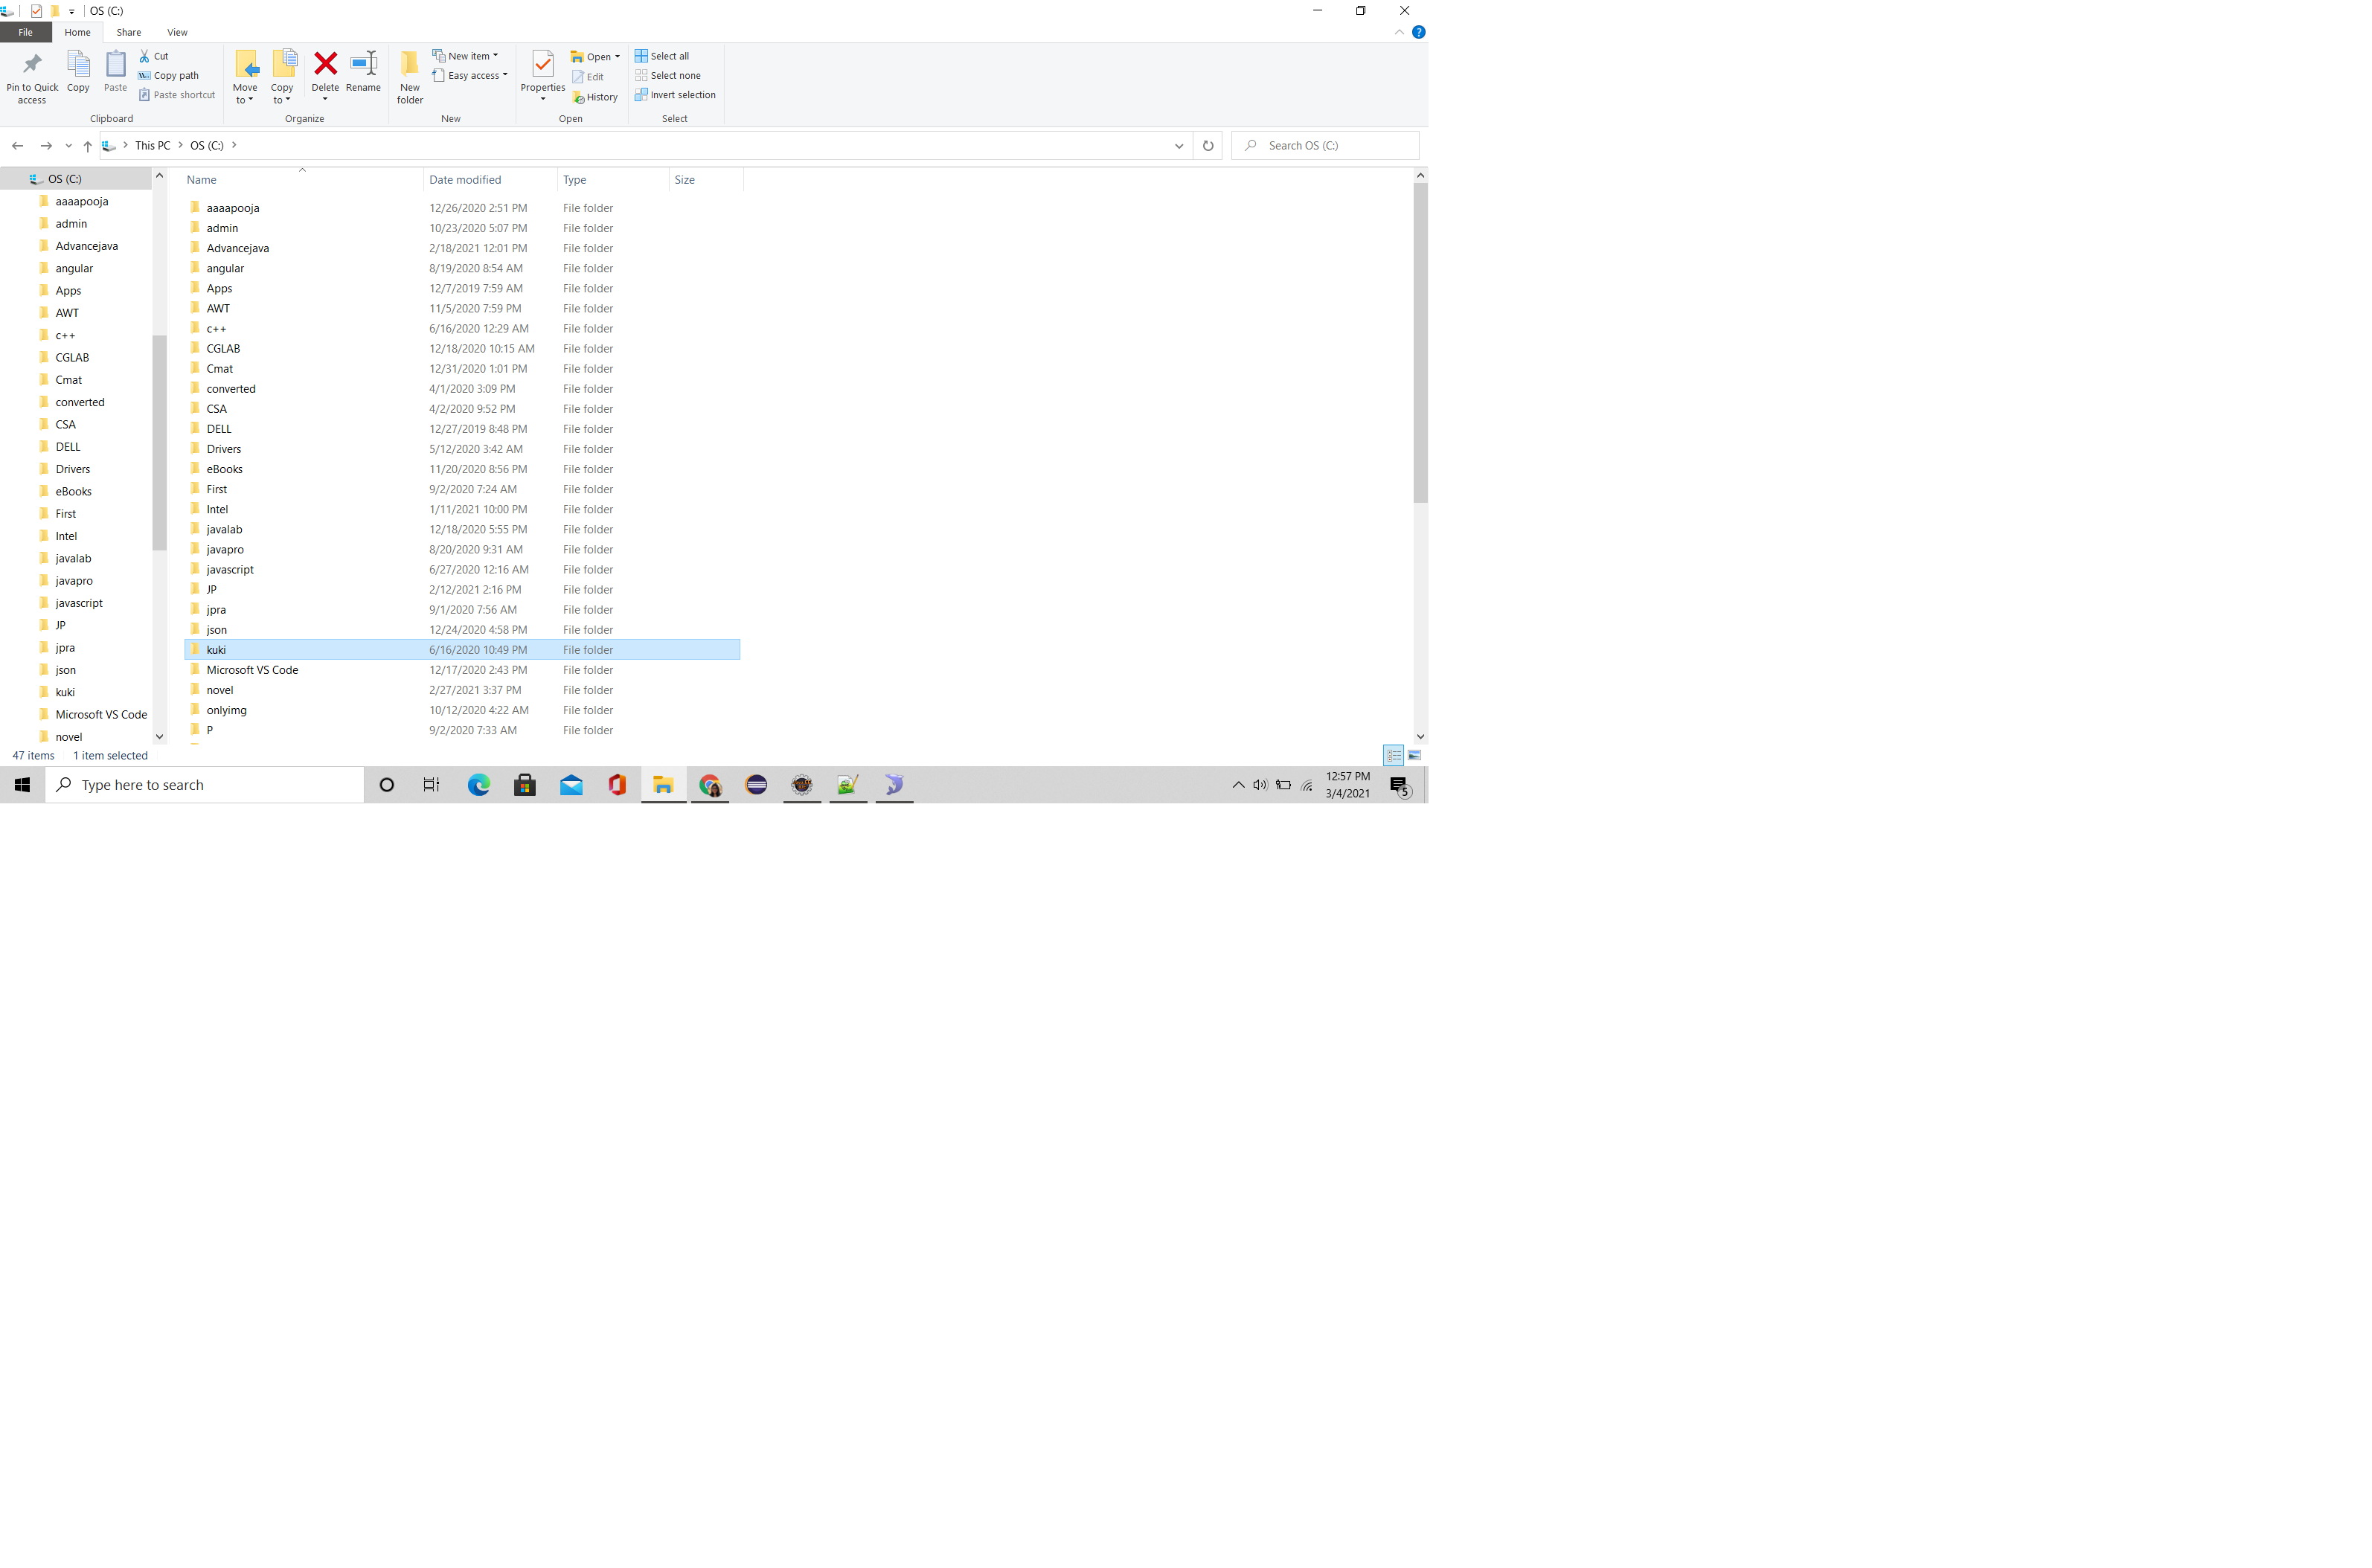 OS (C:)
File Home Share View
Pin to Quick access
Copy
Paste
Cut
Copy path
Paste shortcut
Clipboard
Move to
Copy to
Delete
Rename
Organize
New folder
New item
Easy access
New
Properties
Open
Edit
History
Open
Select all
Select none
Invert selection
Select
This PC OS (C:)
Search OS (C:)
OS (C:)
aaaapooja
admin
Advancejava
angular
Apps
AWT
c++
CGLAB
Cmat
converted
CSA
DELL
Drivers
eBooks
First
Intel
javalab
javapro
javascript
JP
jpra
json
kuki
Microsoft VS Code
novel
Name Date modified Type Size
aaaapooja 12/26/2020 2:51 PM File folder
admin 10/23/2020 5:07 PM File folder
Advancejava 2/18/2021 12:01 PM File folder
angular 8/19/2020 8:54 AM File folder
Apps 12/7/2019 7:59 AM File folder
AWT 11/5/2020 7:59 PM File folder
c++ 6/16/2020 12:29 AM File folder
CGLAB 12/18/2020 10:15 AM File folder
Cmat 12/31/2020 1:01 PM File folder
converted 4/1/2020 3:09 PM File folder
CSA 4/2/2020 9:52 PM File folder
DELL 12/27/2019 8:48 PM File folder
Drivers 5/12/2020 3:42 AM File folder
eBooks 11/20/2020 8:56 PM File folder
First 9/2/2020 7:24 AM File folder
Intel 1/11/2021 10:00 PM File folder
javalab 12/18/2020 5:55 PM File folder
javapro 8/20/2020 9:31 AM File folder
javascript 6/27/2020 12:16 AM File folder
JP 2/12/2021 2:16 PM File folder
jpra 9/1/2020 7:56 AM File folder
json 12/24/2020 4:58 PM File folder
kuki 6/16/2020 10:49 PM File folder
Microsoft VS Code 12/17/2020 2:43 PM File folder
novel 2/27/2021 3:37 PM File folder
onlyimg 10/12/2020 4:22 AM File folder
P 9/2/2020 7:33 AM File folder
47 items 1 item selected
Type here to search
12:57 PM
3/4/2021
5